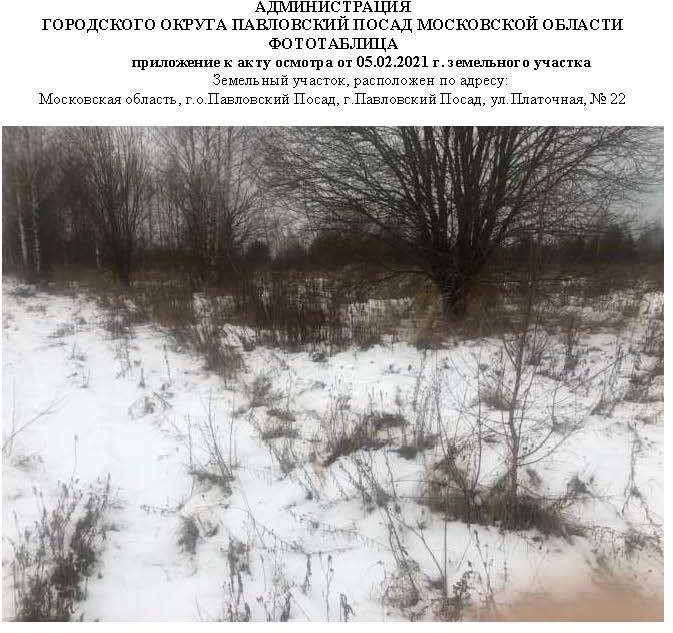 АДМИНИСТРАЦИЯ
ГОРОДСКОГО ОКРУГА ПАВЛОВСКИЙ ПОСАД МОСКОВСКОЙ ОБЛАСТИ
ФОТОТАБЛИЦА
приложение к акту осмотра от 05.02.2021 г. земельного участка
Земельный участок, расположен по адресу:
Московская область, г.о.Павловский Посад, г.Павловский Посад, ул.Платочная, № 22